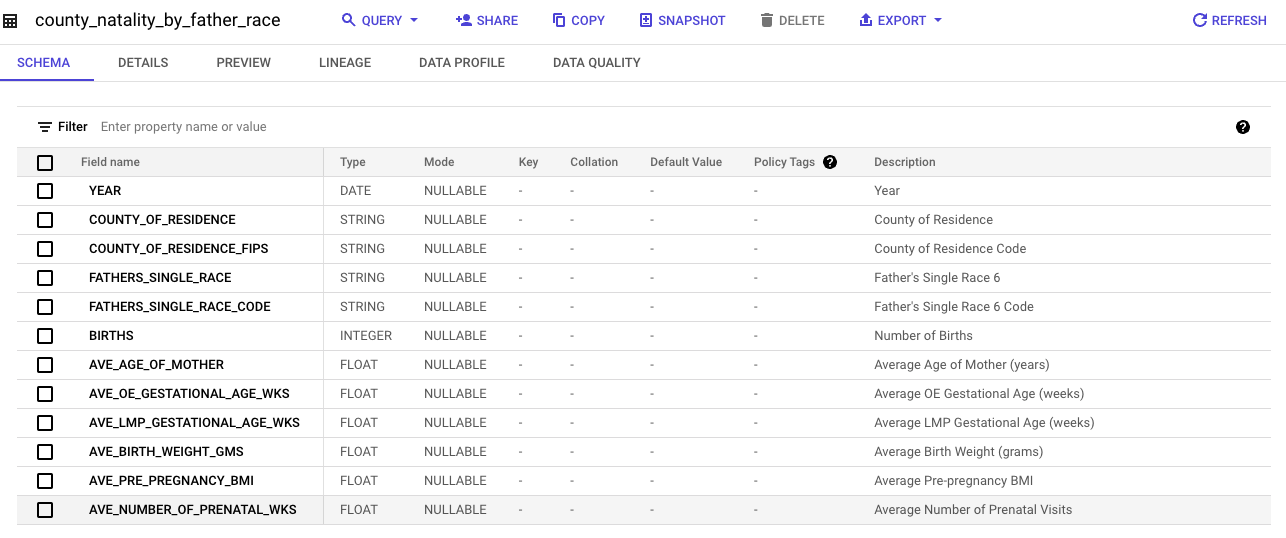 county_natality_by_father_race QUERY SHARE COPY SNAPSHOT DELETE EXPORT REFRESH
SCHEMA DETAILS PREVIEW LINEAGE DATA PROFILE DATA QUALITY
Filter Enter property name or value ?
Field name Type Mode Key Collation Default Value Policy Tags ? Description
YEAR DATE NULLABLE - - - - Year
COUNTY_OF_RESIDENCE STRING NULLABLE - - - - County of Residence
COUNTY_OF_RESIDENCE_FIPS STRING NULLABLE - - - - County of Residence Code
FATHERS_SINGLE_RACE STRING NULLABLE - - - - Father's Single Race 6
FATHERS_SINGLE_RACE_CODE STRING NULLABLE - - - - Father's Single Race 6 Code
BIRTHS INTEGER NULLABLE - - - - Number of Births
AVE_AGE_OF_MOTHER FLOAT NULLABLE - - - - Average Age of Mother (years)
AVE_OE_GESTATIONAL_AGE_WKS FLOAT NULLABLE - - - - Average OE Gestational Age (weeks)
AVE_LMP_GESTATIONAL_AGE_WKS FLOAT NULLABLE - - - - Average LMP Gestational Age (weeks)
AVE_BIRTH_WEIGHT_GMS FLOAT NULLABLE - - - - Average Birth Weight (grams)
AVE_PRE_PREGNANCY_BMI FLOAT NULLABLE - - - - Average Pre-pregnancy BMI
AVE_NUMBER_OF_PRENATAL_WKS FLOAT NULLABLE - - - - Average Number of Prenatal Visits